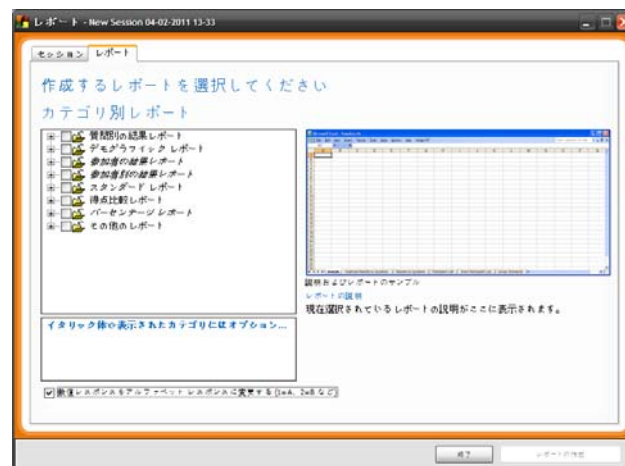 レポート - New Session 04-02-2011 13-33
セッション レポート
作成するレポートを選択してください
カテゴリ別レポート
質問別の結果レポート
デモグラフィック レポート
参加者の結果レポート
参加者別の結果レポート
スタンダード レポート
得点比較レポート
パーセンテージ レポート
その他のレポート
説明およびレポートのサンプル
レポートの説明
現在選択されているレポートの説明がここに表示されます。
イタリック体で表示されたカテゴリにはオプション...
数値レスポンスをアルファベット レスポンスに変更する (1=A、2=B など)
終了
レポートの作成